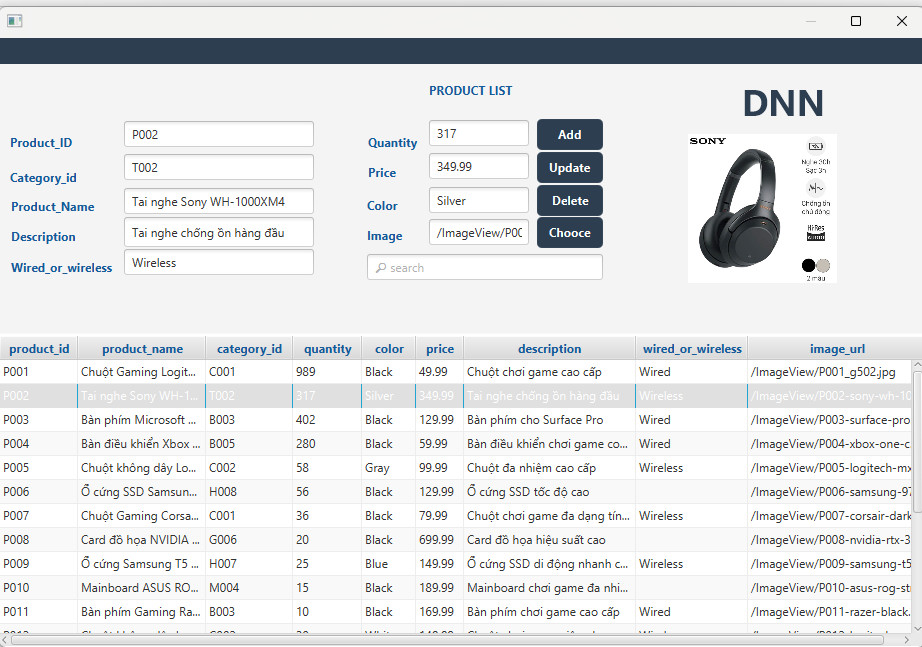 PRODUCT LIST
DNN
Product_ID P002 Quantity 317 Add
Category_id T002 Price 349.99 Update
Product_Name Tai nghe Sony WH-1000XM4 Color Silver Delete
Description Tai nghe chống ồn hàng đầu Image /ImageView/P00 Chooce
Wired_or_wireless Wireless search
SONY
Nghe 30h
Sạc 3h
Chống ồn
chủ động
Hi-Res
AUDIO
2 màu
product_id product_name category_id quantity color price description wired_or_wireless image_url
P001 Chuột Gaming Logit... C001 989 Black 49.99 Chuột chơi game cao cấp Wired /ImageView/P001_g502.jpg
P002 Tai nghe Sony WH-1... T002 317 Silver 349.99 Tai nghe chống ồn hàng đầu Wireless /ImageView/P002-sony-wh-10
P003 Bàn phím Microsoft ... B003 402 Black 129.99 Bàn phím cho Surface Pro Wired /ImageView/P003-surface-pro
P004 Bàn điều khiển Xbox ... B005 280 Black 59.99 Bàn điều khiển chơi game co... Wired /ImageView/P004-xbox-one-c
P005 Chuột không dây Lo... C002 58 Gray 99.99 Chuột đa nhiệm cao cấp Wireless /ImageView/P005-logitech-mx
P006 Ổ cứng SSD Samsun... H008 56 Black 129.99 Ổ cứng SSD tốc độ cao /ImageView/P006-samsung-97
P007 Chuột Gaming Corsa... C001 36 Black 79.99 Chuột chơi game đa dạng tín... Wireless /ImageView/P007-corsair-dark
P008 Card đồ họa NVIDIA ... G006 20 Black 699.99 Card đồ họa hiệu suất cao /ImageView/P008-nvidia-rtx-3
P009 Ổ cứng Samsung T5 ... H007 25 Blue 149.99 Ổ cứng SSD di động nhanh c... Wireless /ImageView/P009-samsung-t5
P010 Mainboard ASUS RO... M004 15 Black 189.99 Mainboard chơi game đa nhi... /ImageView/P010-asus-rog-st
P011 Bàn phím Gaming Ra... B003 10 Black 169.99 Bàn phím chơi game cao cấp Wired /ImageView/P011-razer-black